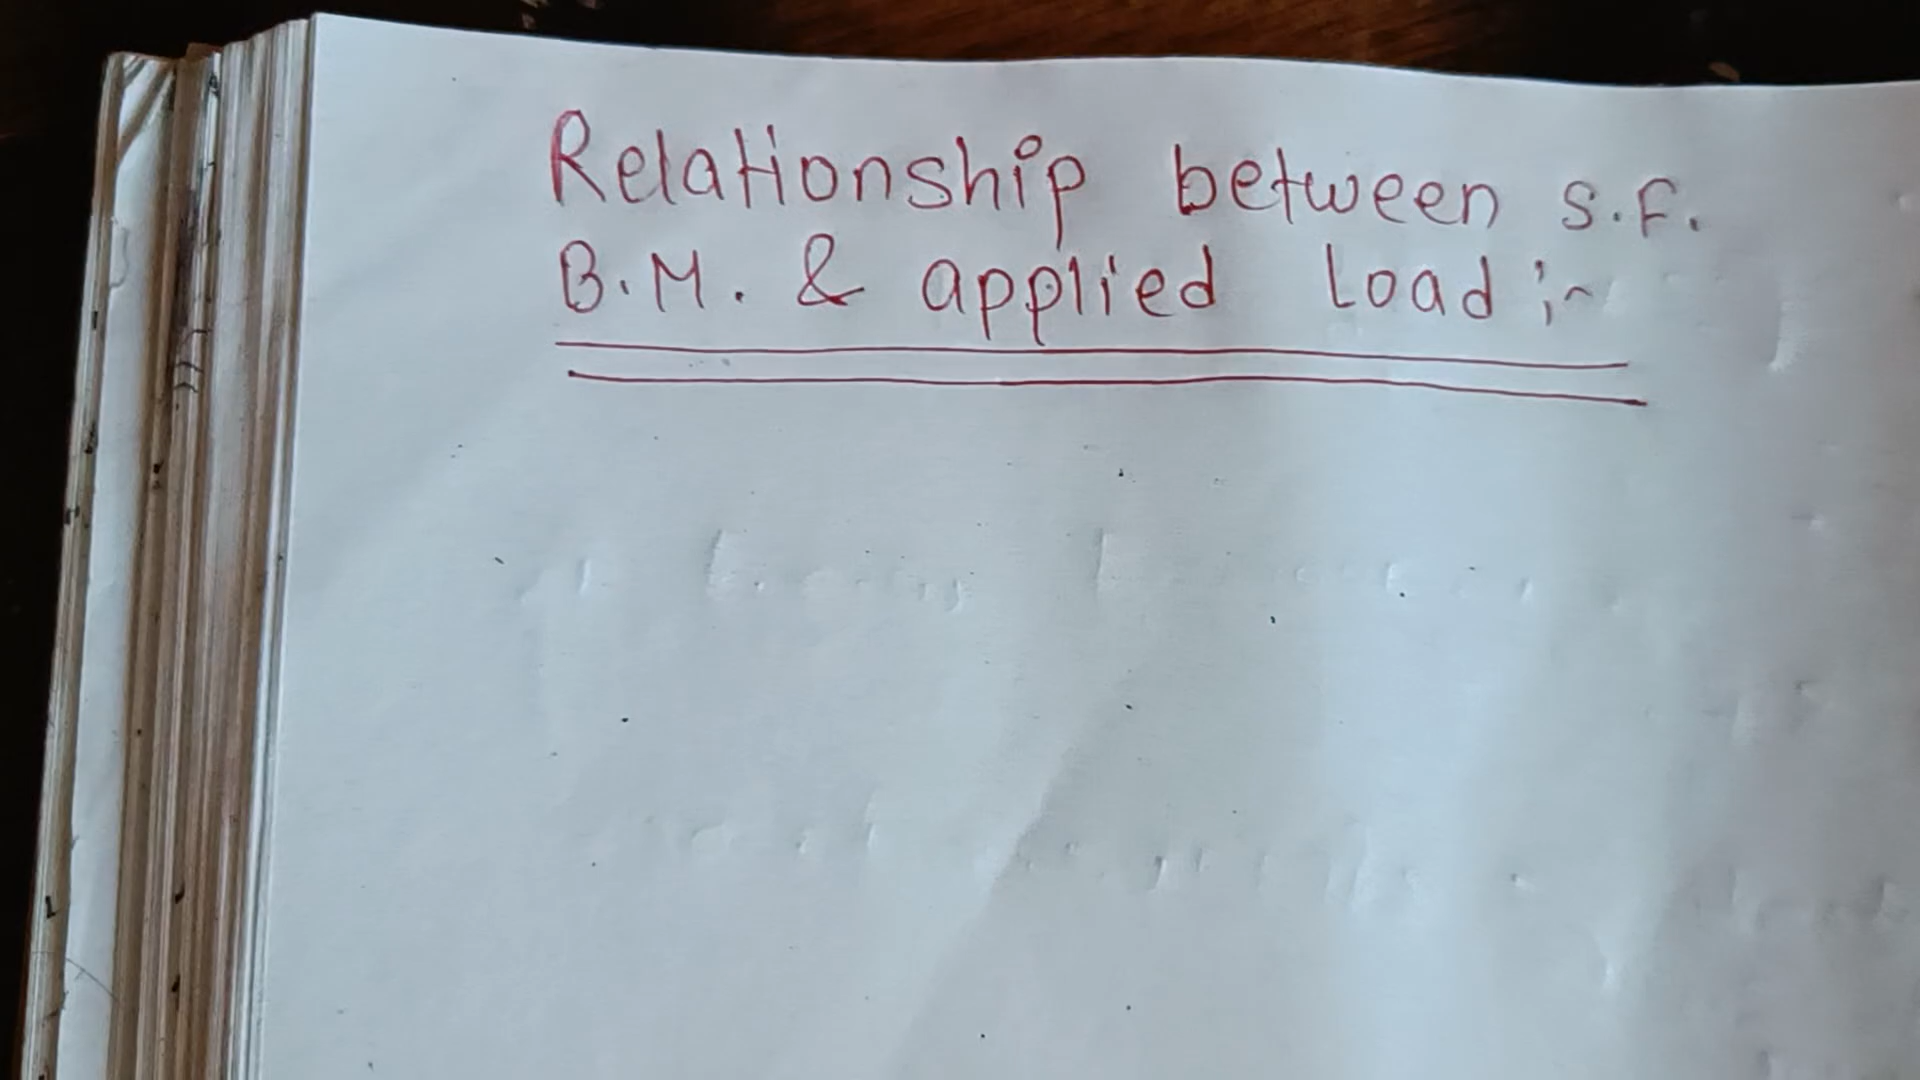 Relationship between S.F.
B.M. & applied Load :-